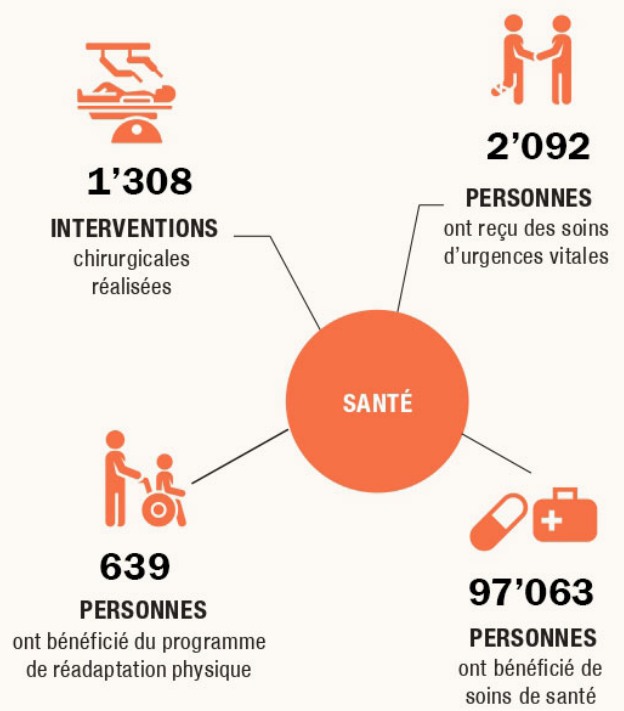 1’308
INTERVENTIONS
chirurgicales
réalisées
2’092
PERSONNES
ont reçu des soins
d’urgences vitales
SANTÉ
639
PERSONNES
ont bénéficié du programme
de réadaptation physique
97’063
PERSONNES
ont bénéficié de
soins de santé